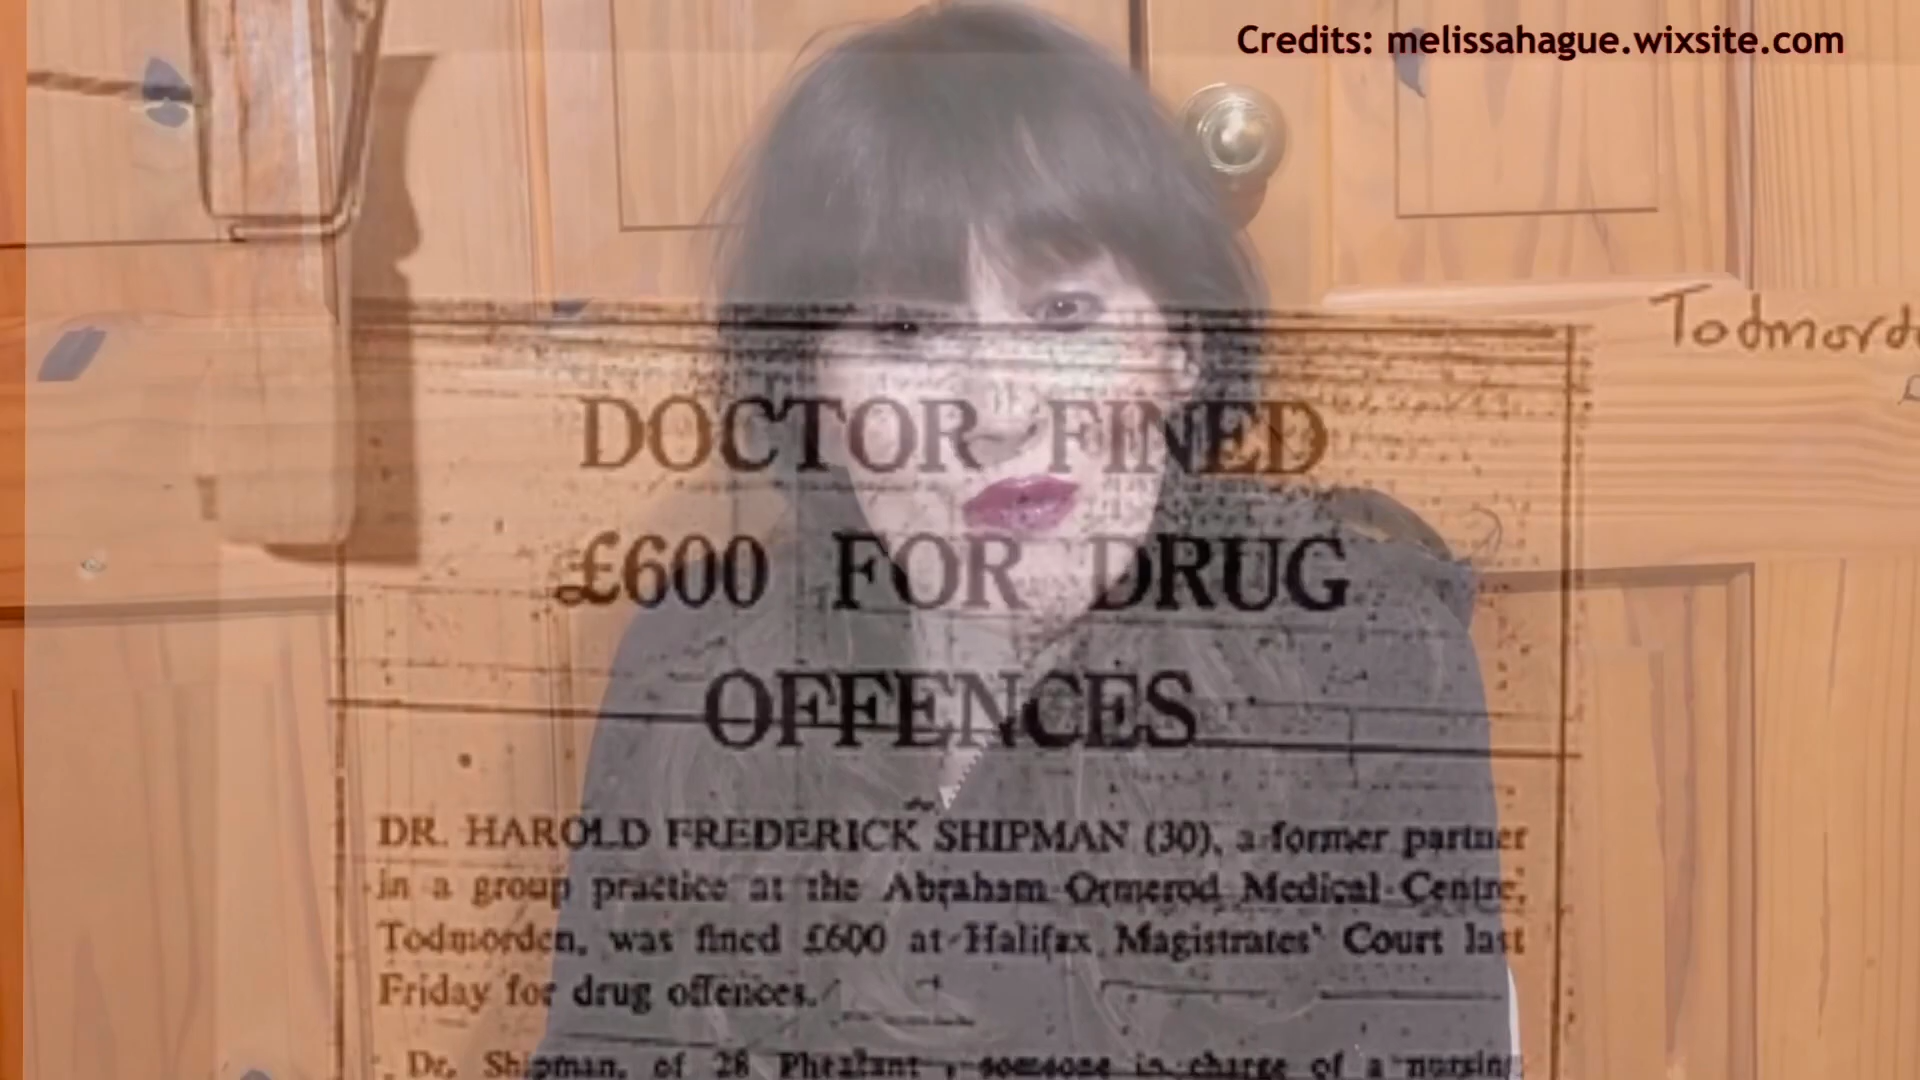 Credits: melissahague.wixsite.com
Todmord
DOCTOR FINED
£600 FOR DRUG
OFFENCES
DR. HAROLD FREDERICK SHIPMAN (30), a former partner
in a group practice at the Abraham Ormerod Medical Centre,
Todmorden, was fined £600 at Halifax Magistrates' Court last
Friday for drug offences.
Dr. Shipman, of 28 someone in charge of a nursing